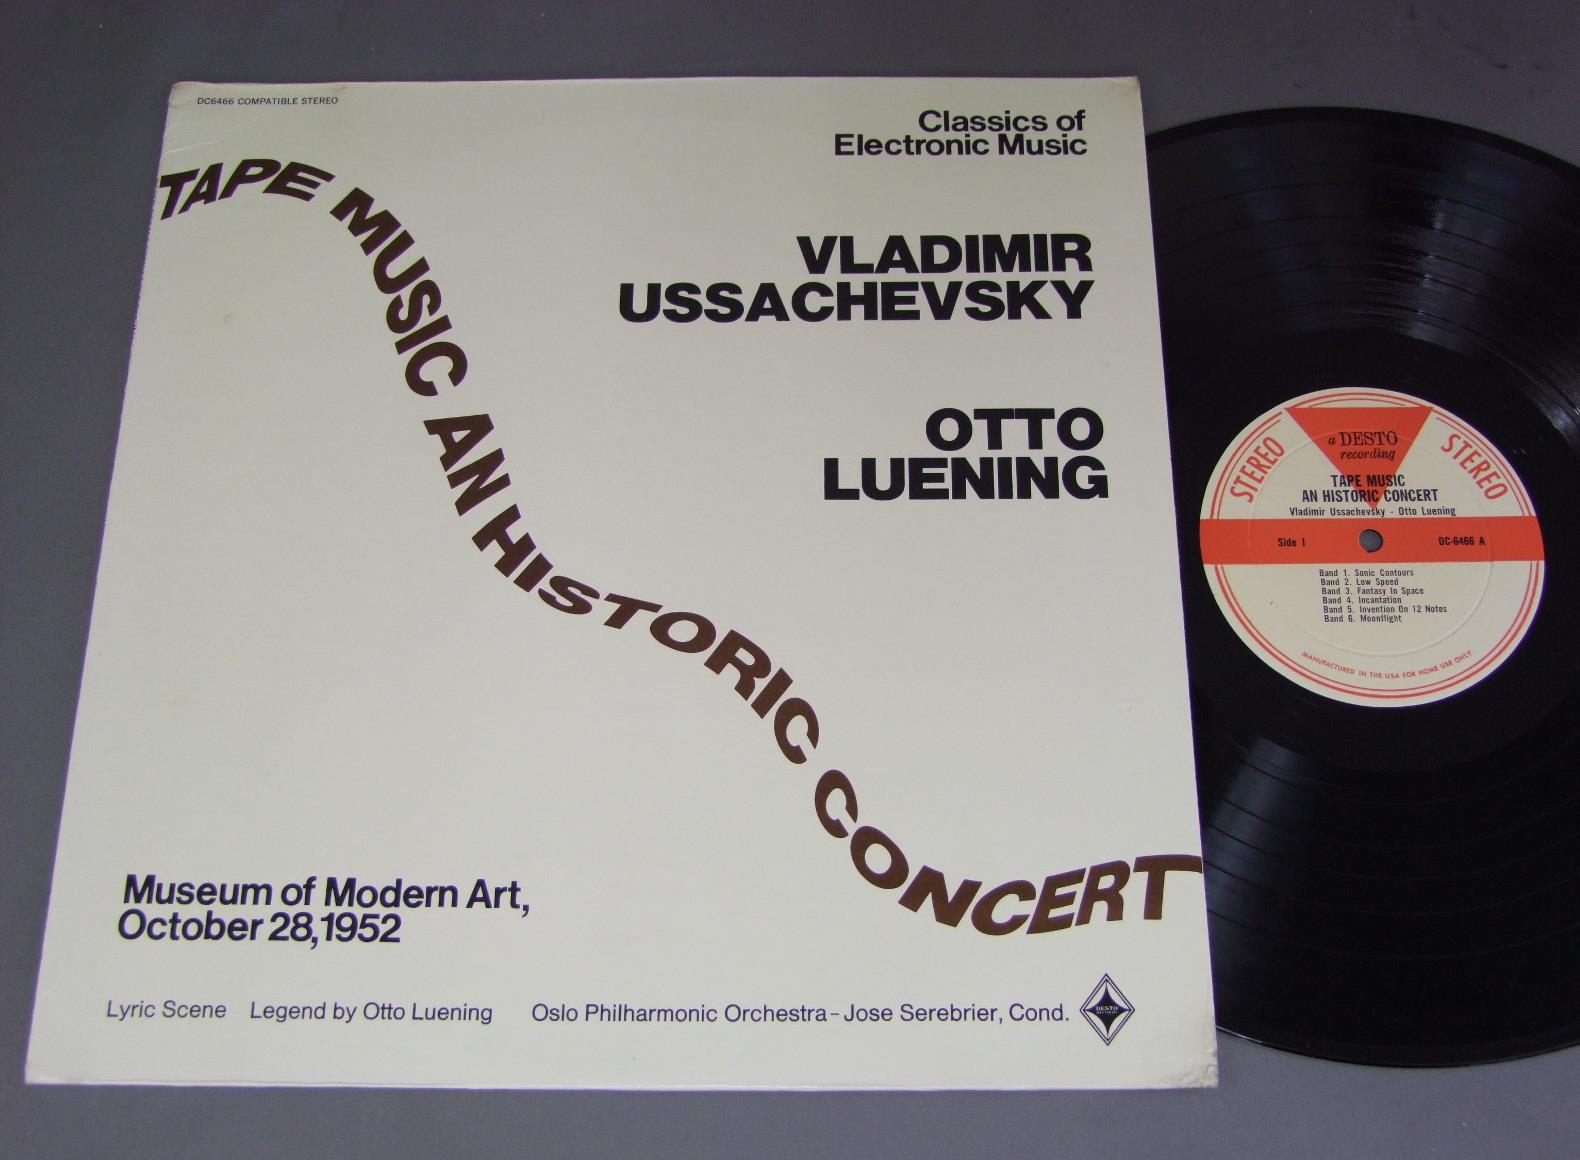 DC6466 COMPATIBLE STEREO
Classics of
Electronic Music
TAPE MUSIC AN HISTORIC CONCERT
VLADIMIR
USSACHEVSKY
OTTO
LUENING
Museum of Modern Art,
October 28, 1952
Lyric Scene Legend by Otto Luening Oslo Philharmonic Orchestra – Jose Serebrier, Cond.
DESTO
STEREO
STEREO
a DESTO
recording
TAPE MUSIC
AN HISTORIC CONCERT
Vladimir Ussachevsky - Otto Luening
Side I DC-6466 A
Band 1. Sonic Contours
Band 2. Low Speed
Band 3. Fantasy In Space
Band 4. Incantation
Band 5. Invention On 12 Notes
Band 6. Moonflight
MANUFACTURED IN THE USA FOR HOME USE ONLY